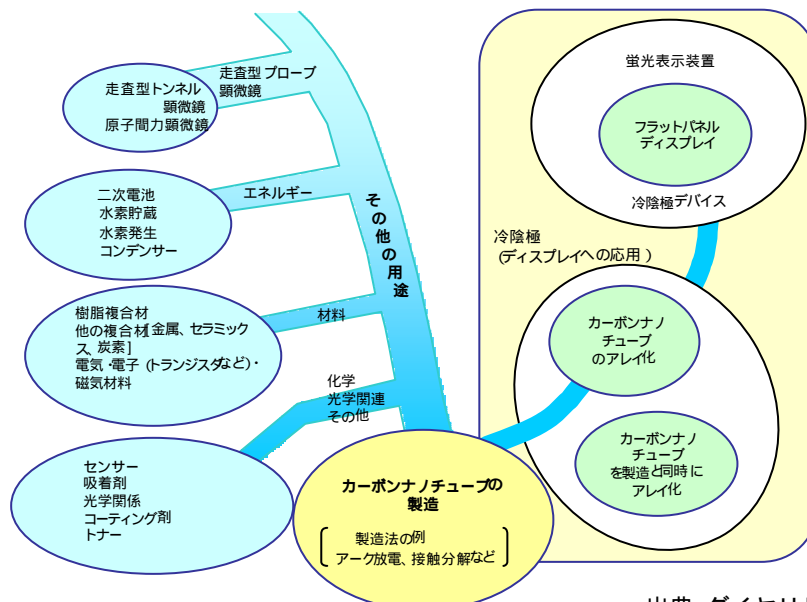 走査型トンネル
顕微鏡
原子間力顕微鏡
走査型プローブ
顕微鏡
二次電池
水素貯蔵
水素発生
コンデンサー
エネルギー
樹脂複合材
他の複合材[金属、セラミック
ス、炭素]
電気・電子（トランジスタなど）・
磁気材料
材料
化学
光学関連
その他
センサー
吸着剤
光学関係
コーティング剤
トナー
その他の用途
カーボンナノチューブの
製造
製造法の例
アーク放電、接触分解など
蛍光表示装置
フラットパネル
ディスプレイ
冷陰極デバイス
冷陰極
（ディスプレイへの応用）
カーボンナノ
チューブ
のアレイ化
カーボンナノ
チューブ
を製造と同時に
アレイ化